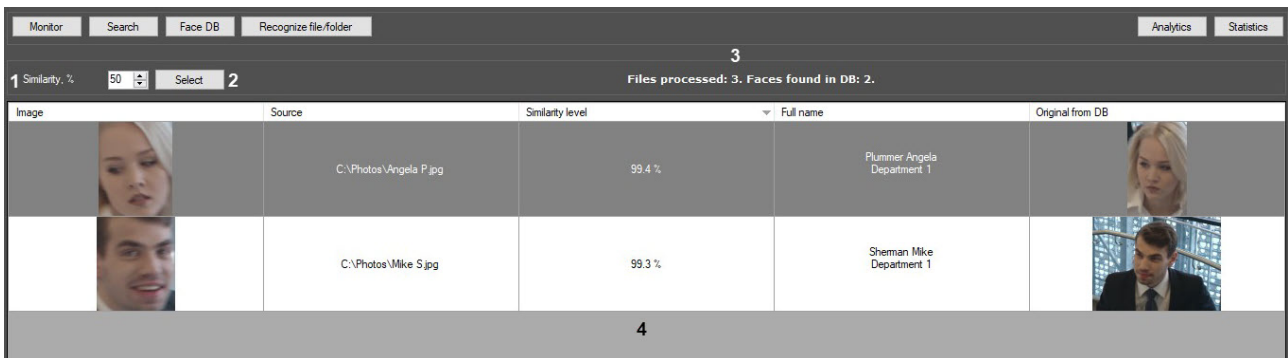 Monitor Search Face DB Recognize file/folder Analytics Statistics
3
1 Similarity, % 50 Select 2 Files processed: 3. Faces found in DB: 2.
Image Source Similarity level Full name Original from DB
C:\Photos\Angela P.jpg 99.4 % Plummer Angela
Department 1
C:\Photos\Mike S.jpg 99.3 % Sherman Mike
Department 1
4